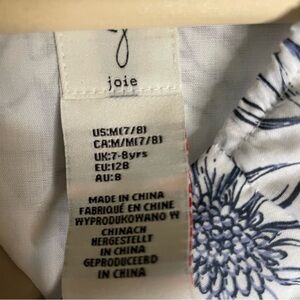 joie
US:M(7/8)
CA:M/M(7/8)
UK:7-8yrs
EU:128
AU:8
MADE IN CHINA
FABRIQUÉ EN CHINE
WYPRODUKOWANO W
CHINACH
HERGESTELLT
IN CHINA
GEPRODUCEERD
IN CHINA